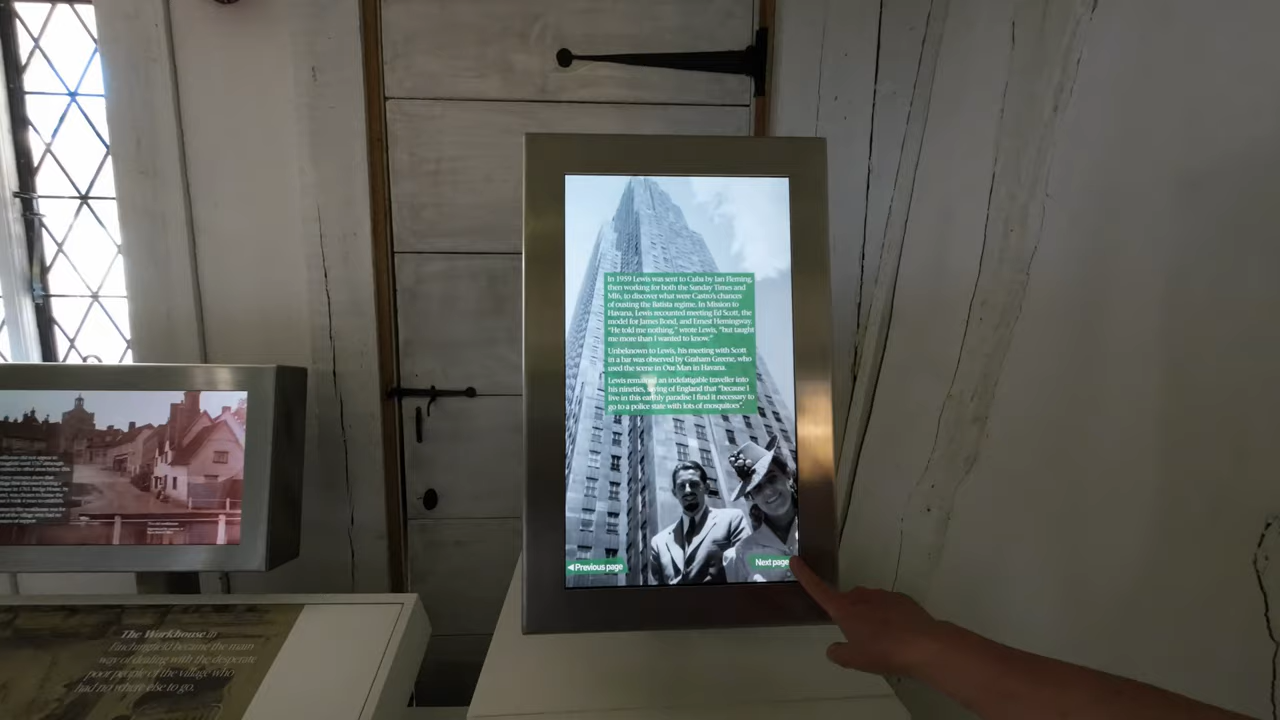 In 1959 Lewis was sent to Cuba by Ian Fleming,
then working for both the Sunday Times and
MI6, to discover what were Castro's chances
of ousting the Batista regime. In Mission to
Havana, Lewis recounted meeting Ed Scott, the
model for James Bond, and Ernest Hemingway.
"He told me nothing," wrote Lewis, "but taught
me more than I wanted to know."
Unbeknown to Lewis, his meeting with Scott
in a bar was observed by Graham Greene, who
used the scene in Our Man in Havana.
Lewis remained an indefatigable traveller into
his nineties, saying of England that "because I
live in this earthly paradise I find it necessary to
go to a police state with lots of mosquitoes".
Previous page
Next page
The Workhouse in
Finchingfield became the main
way of dealing with the desperate
poor people of the village who
had no where else to go.